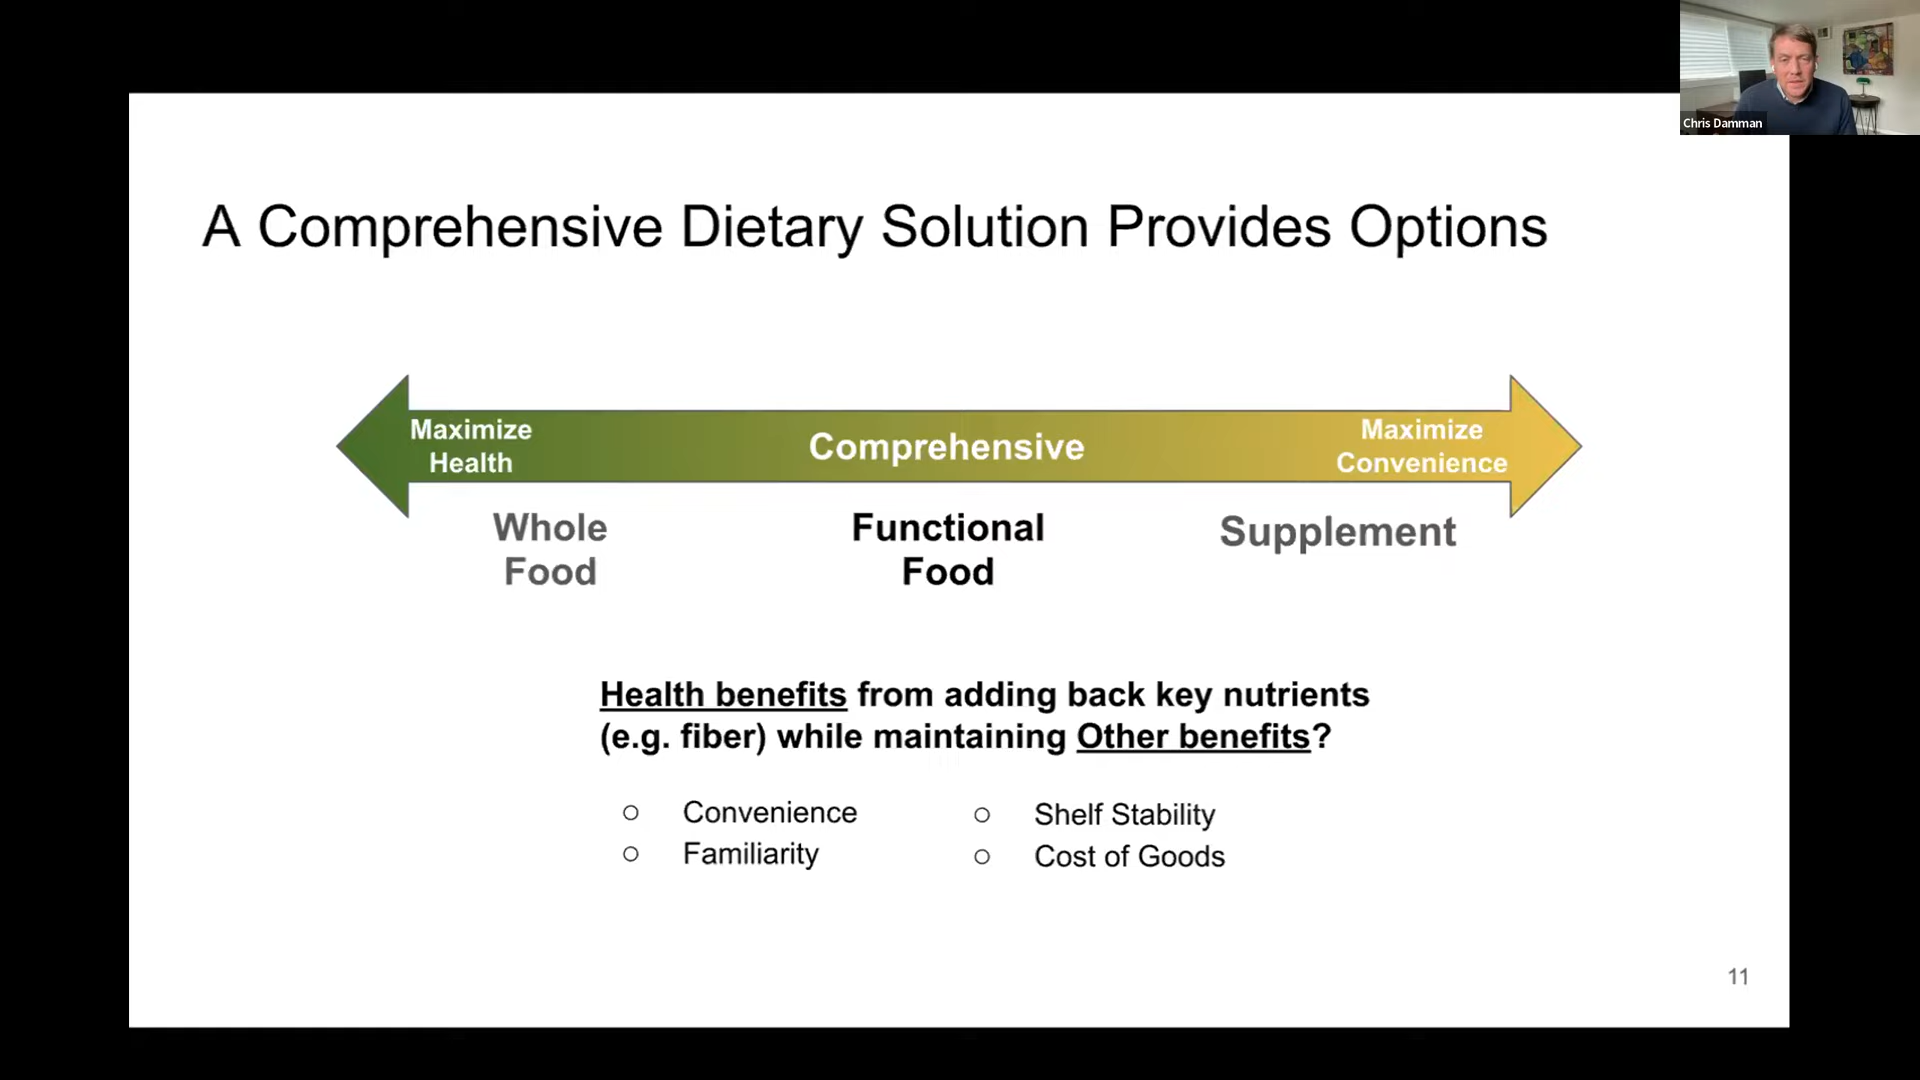 Chris Damman
A Comprehensive Dietary Solution Provides Options
Maximize
Health
Comprehensive
Maximize
Convenience
Whole
Food
Functional
Food
Supplement
Health benefits from adding back key nutrients
(e.g. fiber) while maintaining Other benefits?
○ Convenience
○ Familiarity
○ Shelf Stability
○ Cost of Goods
11